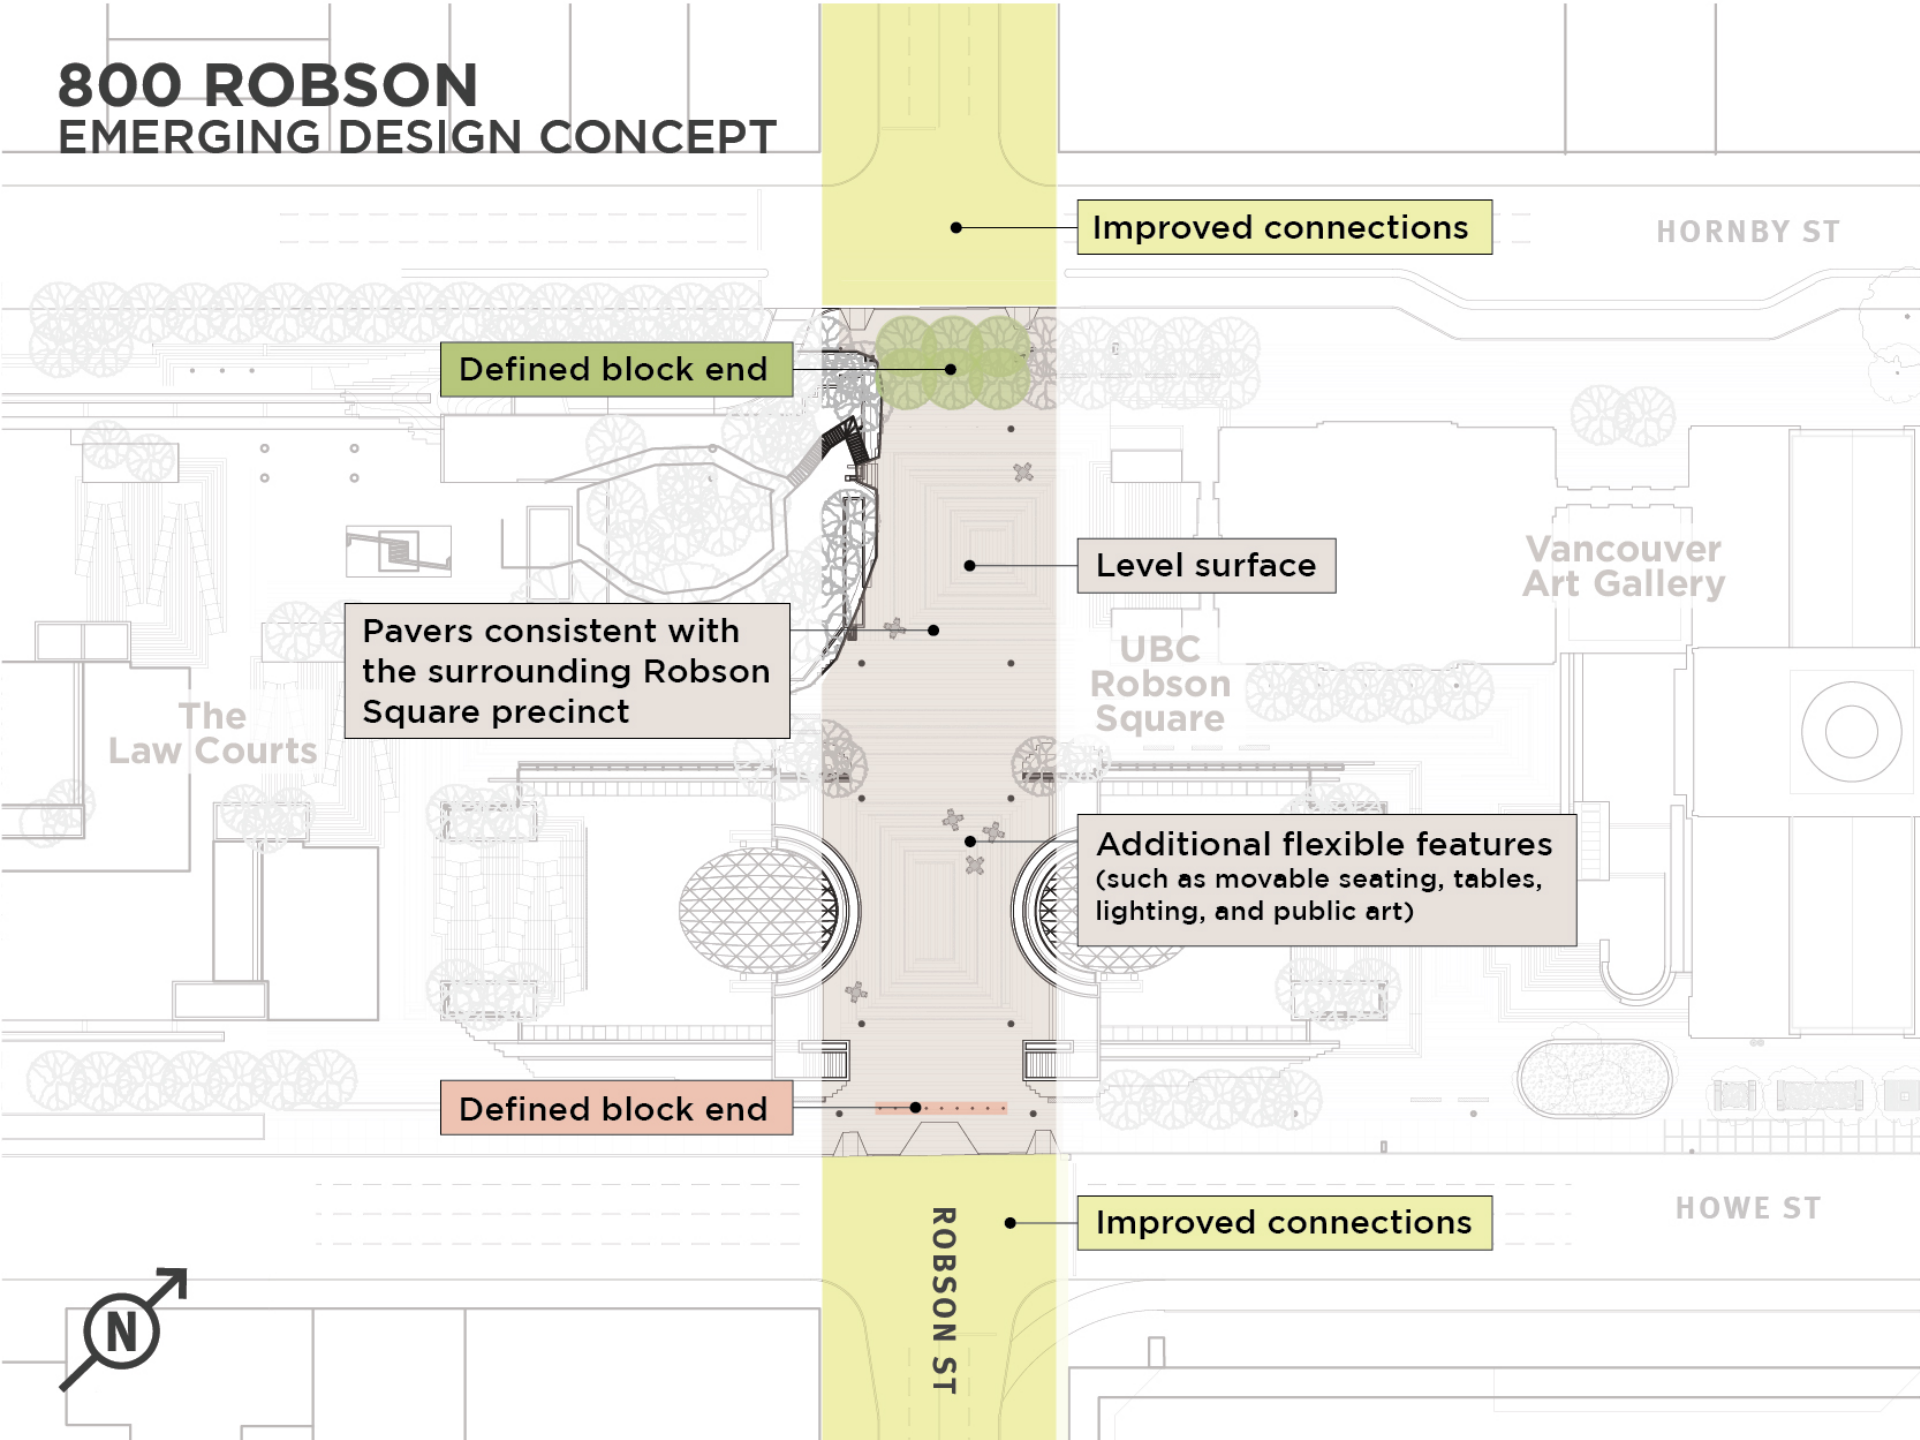 800 ROBSON
EMERGING DESIGN CONCEPT
Improved connections
HORNBY ST
Defined block end
Level surface
Vancouver
Art Gallery
Pavers consistent with
the surrounding Robson
Square precinct
UBC
Robson
Square
The
Law Courts
Additional flexible features
(such as movable seating, tables,
lighting, and public art)
Defined block end
Improved connections
HOWE ST
ROBSON ST
N